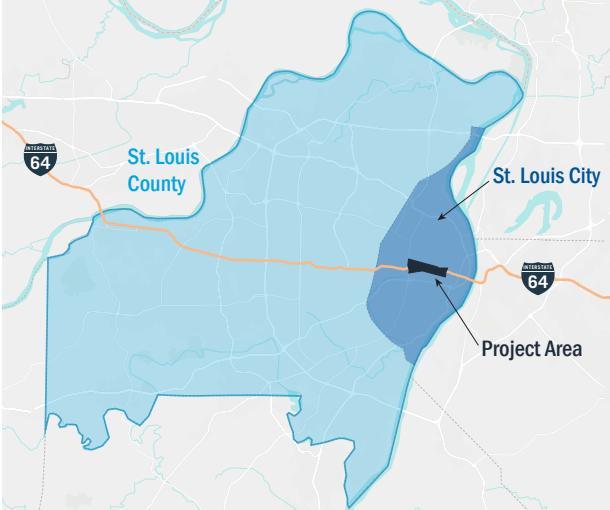 INTERSTATE
64
St. Louis
County
St. Louis City
INTERSTATE
64
Project Area